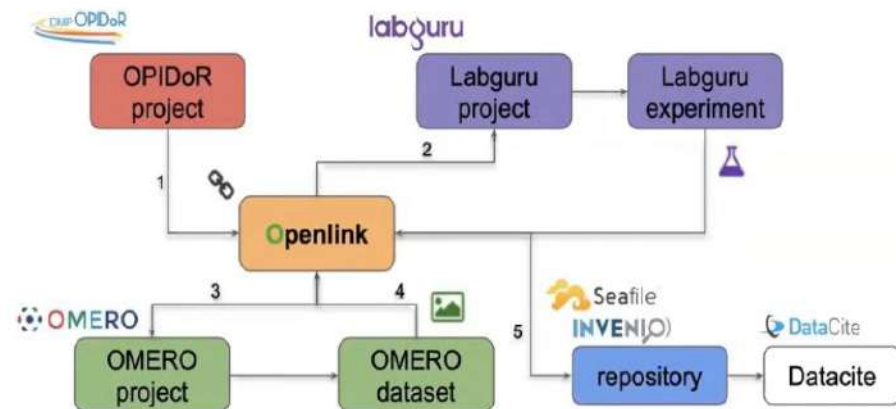 DMP OPIDoR
labguru
OPIDoR
project
Labguru
project
Labguru
experiment
1
2
Openlink
3
4
OMERO
Seafile
INVENIO
5
DataCite
OMERO
project
OMERO
dataset
repository
Datacite